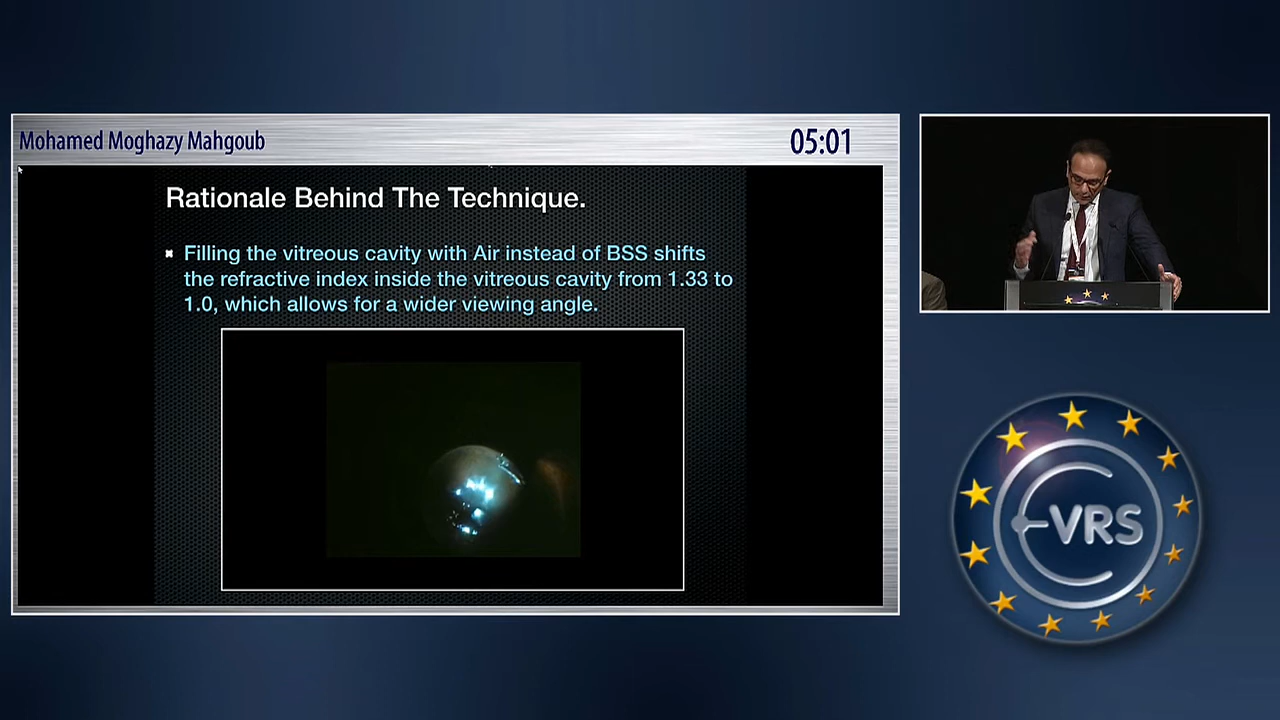 Mohamed Moghazy Mahgoub
05:01
Rationale Behind The Technique.
Filling the vitreous cavity with Air instead of BSS shifts
the refractive index inside the vitreous cavity from 1.33 to
1.0, which allows for a wider viewing angle.
E-VRS